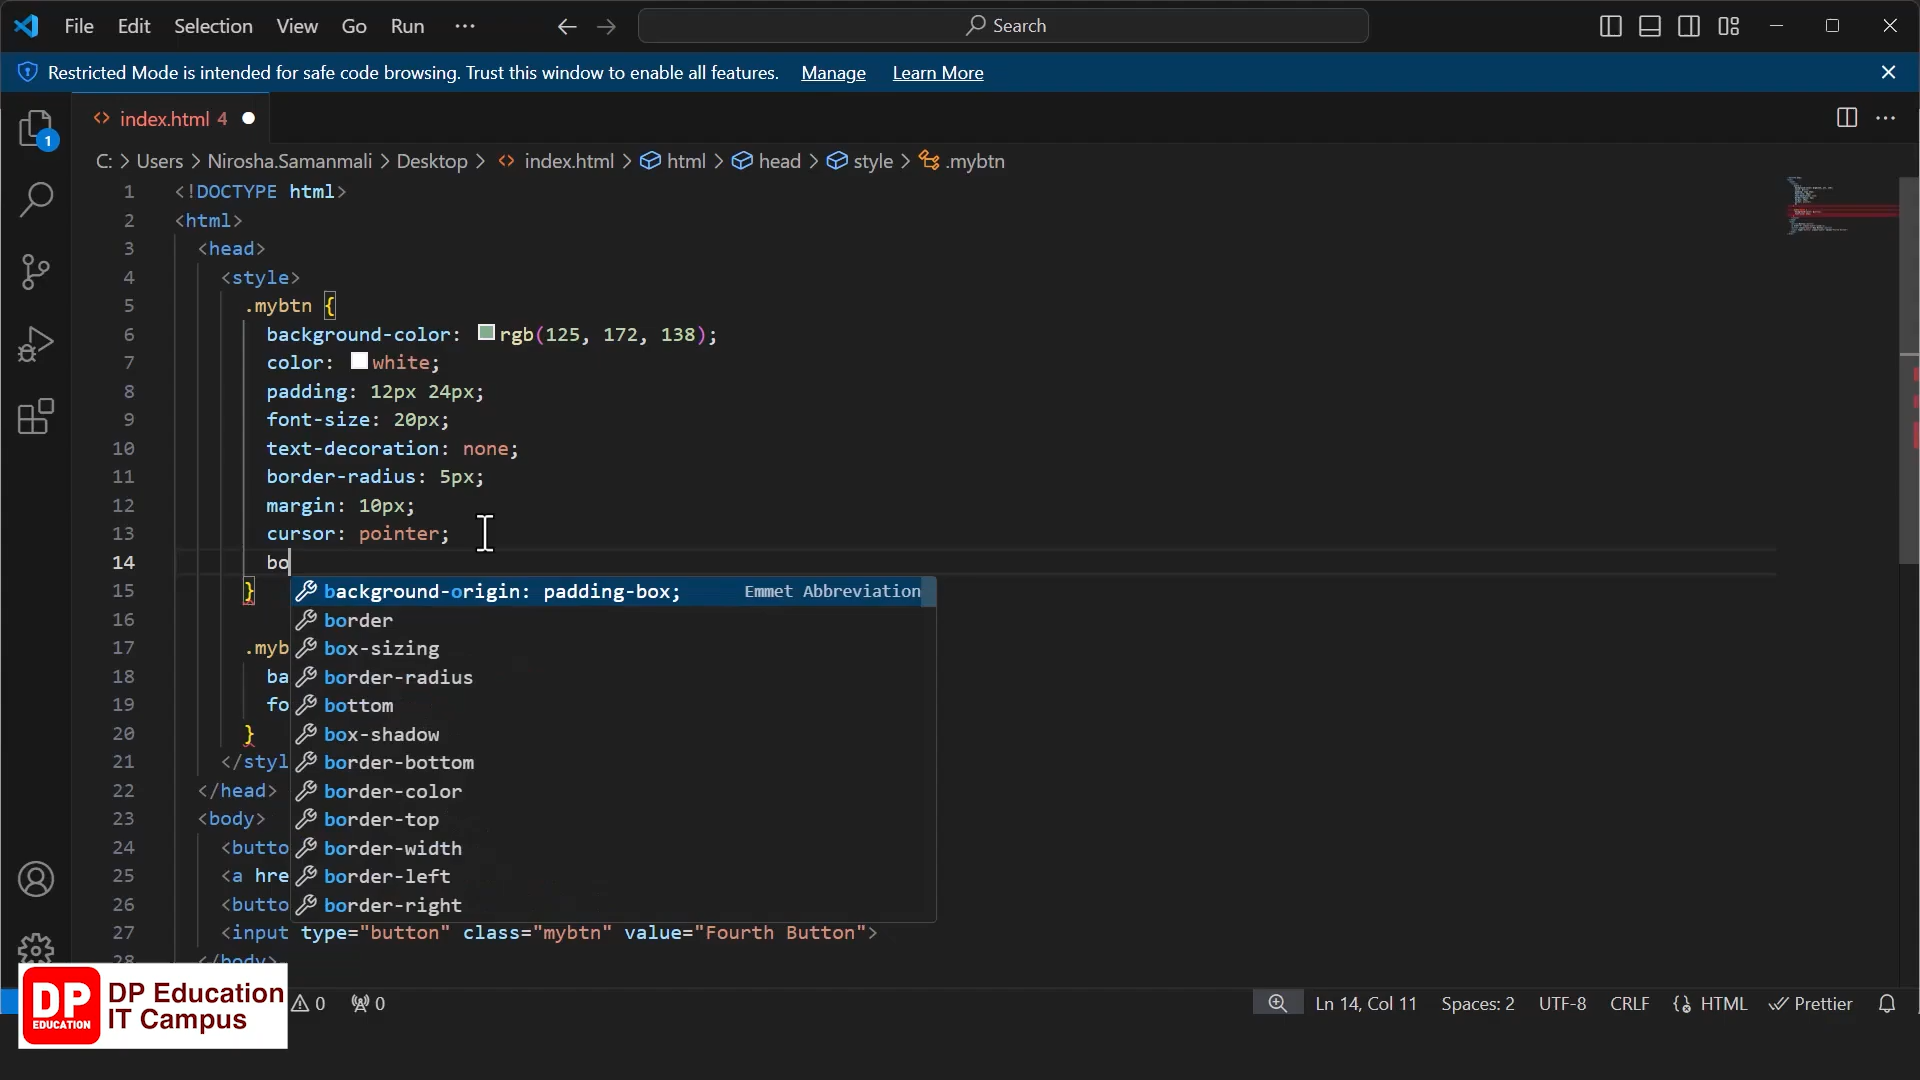 File Edit Selection View Go Run ··· Search
Restricted Mode is intended for safe code browsing. Trust this window to enable all features. Manage Learn More
1
index.html 4
C: > Users > Nirosha.Samanmali > Desktop > index.html > html > head > style > .mybtn
1 <!DOCTYPE html>
2 <html>
3 <head>
4 <style>
5 .mybtn {
6 background-color: rgb(125, 172, 138);
7 color: white;
8 padding: 12px 24px;
9 font-size: 20px;
10 text-decoration: none;
11 border-radius: 5px;
12 margin: 10px;
13 cursor: pointer;
14 bo
15 } background-origin: padding-box; Emmet Abbreviation
16 border
17 .myb box-sizing
18 ba border-radius
19 fo bottom
20 } box-shadow
21 </styl border-bottom
22 </head> border-color
23 <body> border-top
24 <butto border-width
25 <a hre border-left
26 <butto border-right
27 <input type="button" class="mybtn" value="Fourth Button">
28 </body>
DP EDUCATION
DP Education
IT Campus
0 0 Ln 14, Col 11 Spaces: 2 UTF-8 CRLF HTML Prettier